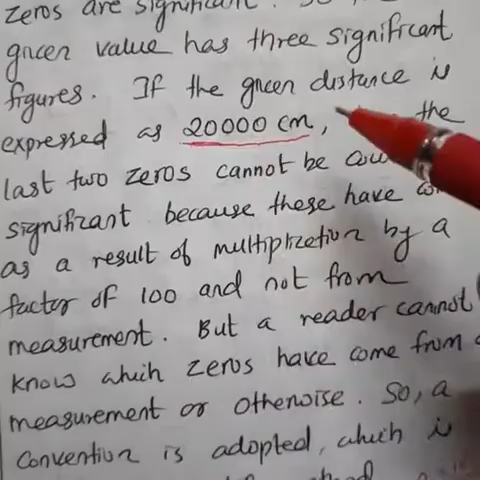 zeros are significant. So
given value has three significant
figures. If the given distance is
expressed as 20000 cm, the
last two zeros cannot be
significant because these have
as a result of multiplication by a
factor of 100 and not from
measurement. But a reader cannot
know which zeros have come from
measurement or otherwise. So, a
convention is adopted, which is